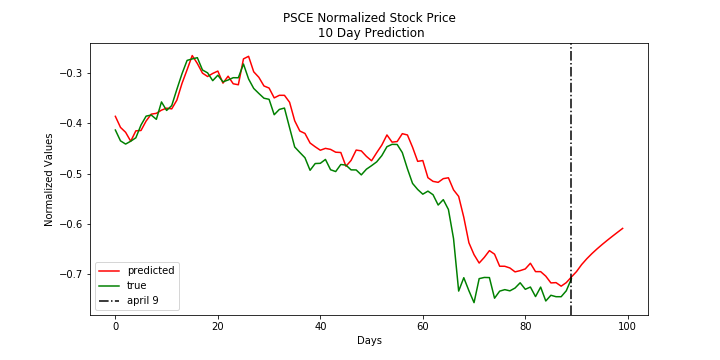 PSCE Normalized Stock Price
10 Day Prediction
Normalized Values
−0.3
−0.4
−0.5
−0.6
−0.7
predicted
true
april 9
0
20
40
60
80
100
Days